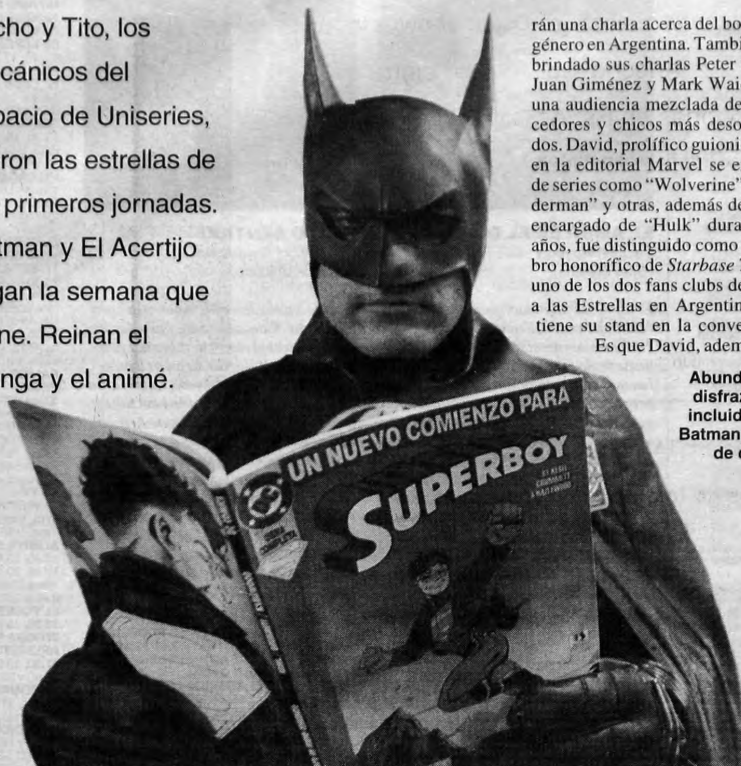 cho y Tito, los
cánicos del
pacio de Uniseries,
ron las estrellas de
primeros jornadas.
tman y El Acertijo
gan la semana que
ne. Reinan el
nga y el animé.
rán una charla acerca del bo
género en Argentina. Tambi
brindado sus charlas Peter
Juan Giménez y Mark Wai
una audiencia mezclada de
cedores y chicos más deso
dos. David, prolífico guioni
en la editorial Marvel se e
de series como "Wolverine"
derman" y otras, además de
encargado de "Hulk" dura
años, fue distinguido como
bro honorífico de Starbase
uno de los dos fans clubs de
a las Estrellas en Argentin
tiene su stand en la conve
Es que David, adem
Abund
disfraz
incluid
Batman
de
UN NUEVO COMIENZO PARA
SUPERBOY
DC
SERIE
COMPLETA